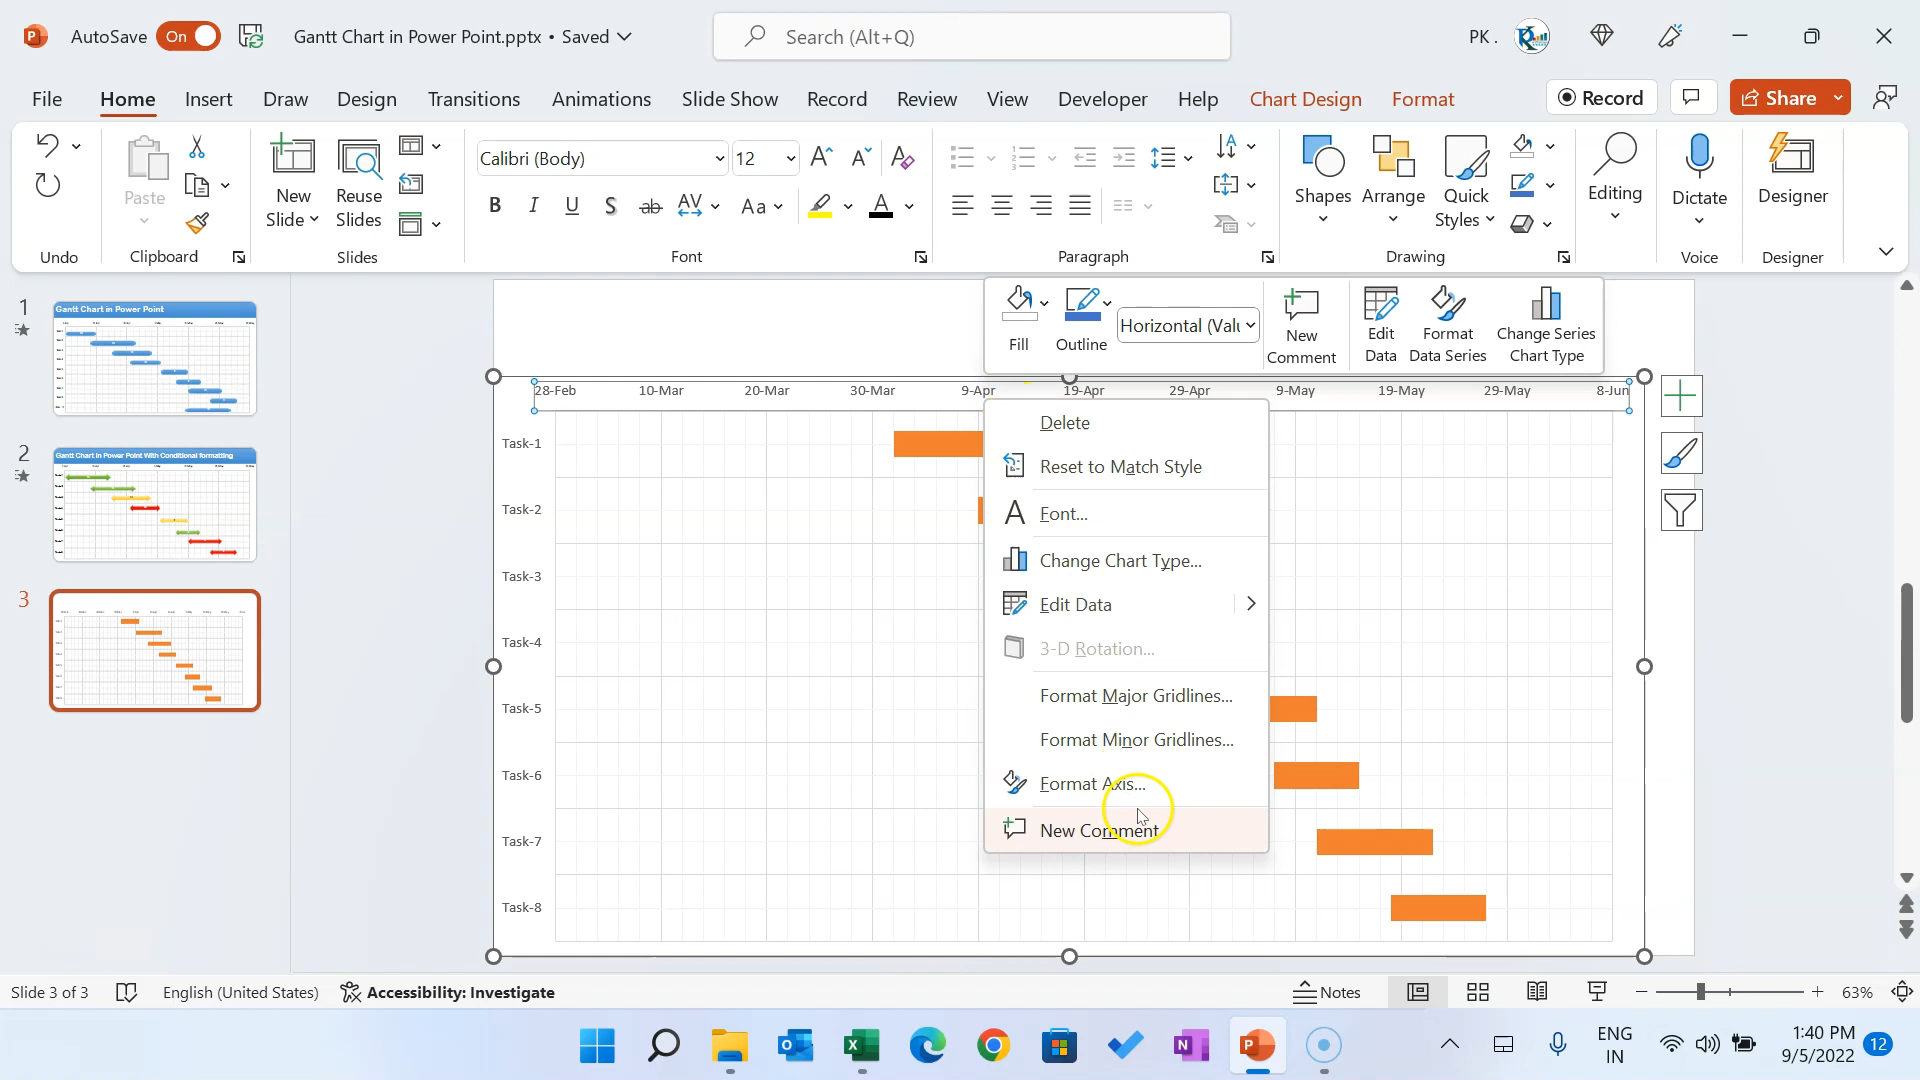 AutoSave On Gantt Chart in Power Point.pptx • Saved Search (Alt+Q) PK .
File Home Insert Draw Design Transitions Animations Slide Show Record Review View Developer Help Chart Design Format Record Share
Paste
New Slide
Reuse Slides
Calibri (Body) 12
B I U S ab AV Aa A
Shapes Arrange Quick Styles
Editing
Dictate
Designer
Undo Clipboard Slides Font Paragraph Drawing Voice Designer
1
Gantt Chart in Power Point
2
Gantt Chart in Power Point With Conditional formatting
3
Fill Outline Horizontal (Valu
New Comment
Edit Data
Format Data Series
Change Series Chart Type
28-Feb 10-Mar 20-Mar 30-Mar 9-Apr 19-Apr 29-Apr 9-May 19-May 29-May 8-Jun
Task-1
Task-2
Task-3
Task-4
Task-5
Task-6
Task-7
Task-8
Delete
Reset to Match Style
Font...
Change Chart Type...
Edit Data
3-D Rotation...
Format Major Gridlines...
Format Minor Gridlines...
Format Axis...
New Comment
Slide 3 of 3 English (United States) Accessibility: Investigate Notes 63%
ENG
IN
1:40 PM
9/5/2022
12